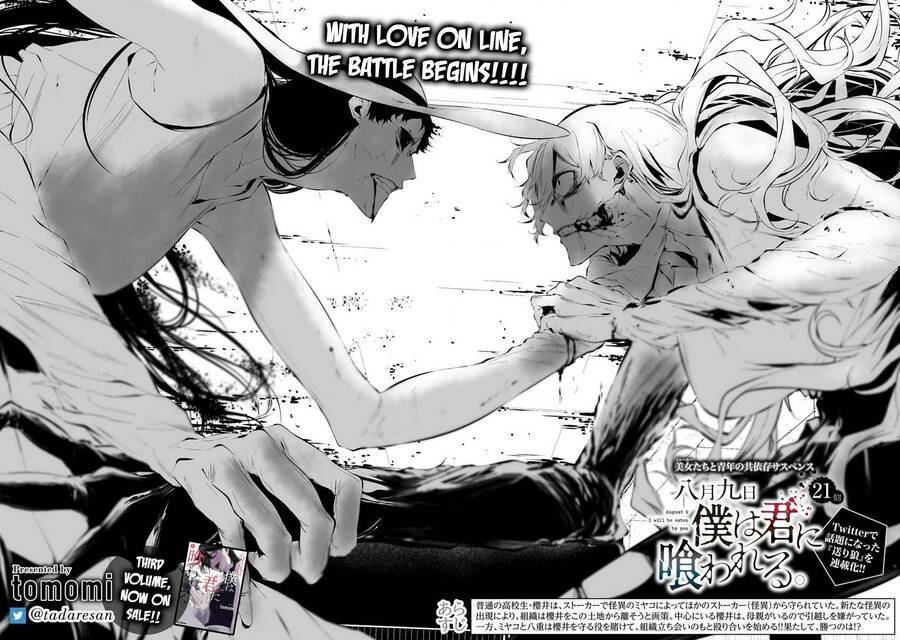 WITH LOVE ON LINE,
THE BATTLE BEGINS!!!!
美女たちと青年の共依存サスペンス
ストーカー
八月九日
21刻
August 9
I will be eaten
by you
僕は君に
喰われる。
Twitterで
話題になった
『送り狼』を
連載化!!
Presented by
tomomi
@tadaresan
THIRD
VOLUME,
NOW ON
SALE!!
あらすじ
普通の高校生・櫻井は、ストーカーで怪異のミヤコによってほかのストーカー(怪異)から守られていた。新たな怪異の
出現により、組織は櫻井をこの土地から離そうと画策。中心にいる櫻井は、母親がいるので引越しを嫌がっていた。
一方、ミヤコと八重は櫻井を守る役を賭けて、組織立ち会いのもと殴り合いを始める!!果たして、勝つのは!?